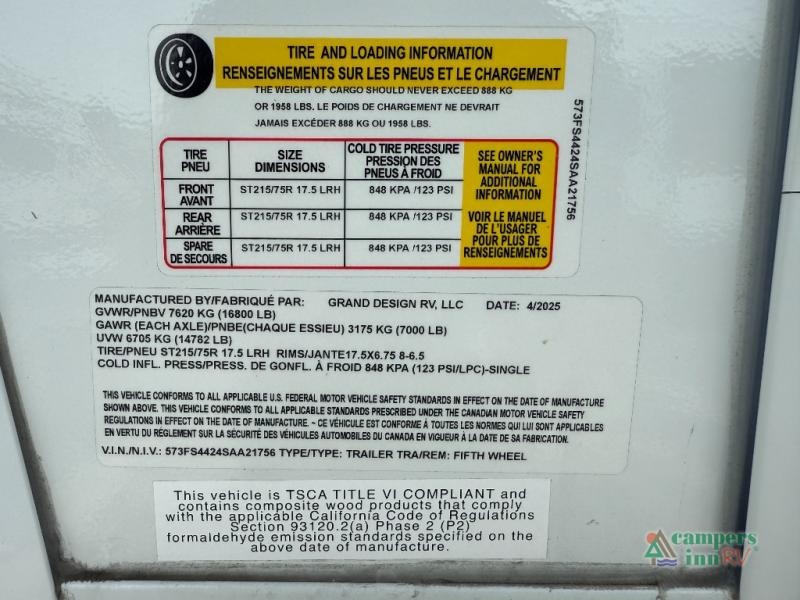 TIRE AND LOADING INFORMATION
RENSEIGNEMENTS SUR LES PNEUS ET LE CHARGEMENT
THE WEIGHT OF CARGO SHOULD NEVER EXCEED 888 KG
OR 1958 LBS. LE POIDS DE CHARGEMENT NE DEVRAIT
JAMAIS EXCÉDER 888 KG OU 1958 LBS.
TIRE
PNEU
SIZE
DIMENSIONS
COLD TIRE PRESSURE
PRESSION DES
PNEUS À FROID
FRONT
AVANT
ST215/75R 17.5 LRH
848 KPA /123 PSI
REAR
ARRIÈRE
ST215/75R 17.5 LRH
848 KPA /123 PSI
SPARE
DE SECOURS
ST215/75R 17.5 LRH
848 KPA /123 PSI
SEE OWNER'S
MANUAL FOR
ADDITIONAL
INFORMATION
VOIR LE MANUEL
DE L'USAGER
POUR PLUS DE
RENSEIGNEMENTS
573FS4424SAA21756
MANUFACTURED BY/FABRIQUÉ PAR: GRAND DESIGN RV, LLC DATE: 4/2025
GVWR/PNBV 7620 KG (16800 LB)
GAWR (EACH AXLE)/PNBE(CHAQUE ESSIEU) 3175 KG (7000 LB)
UVW 6705 KG (14782 LB)
TIRE/PNEU ST215/75R 17.5 LRH RIMS/JANTE17.5X6.75 8-6.5
COLD INFL. PRESS/PRESS. DE GONFL. À FROID 848 KPA (123 PSI/LPC)-SINGLE
THIS VEHICLE CONFORMS TO ALL APPLICABLE U.S. FEDERAL MOTOR VEHICLE SAFETY STANDARDS IN EFFECT ON THE DATE OF MANUFACTURE
SHOWN ABOVE. THIS VEHICLE CONFORMS TO ALL APPLICABLE STANDARDS PRESCRIBED UNDER THE CANADIAN MOTOR VEHICLE SAFETY
REGULATIONS IN EFFECT ON THE DATE OF MANUFACTURE. ~ CE VÉHICULE EST CONFORME À TOUTES LES NORMES QUI LUI SONT APPLICABLES
EN VERTU DU RÉGLEMENT SUR LA SÉCURITÉ DES VÉHICULES AUTOMOBILES DU CANADA EN VIGUEUR À LA DATE DE SA FABRICATION.
V.I.N./N.I.V.: 573FS4424SAA21756 TYPE/TYPE: TRAILER TRA/REM: FIFTH WHEEL
This vehicle is TSCA TITLE VI COMPLIANT and
contains composite wood products that comply
with the applicable California Code of Regulations
Section 93120.2(a) Phase 2 (P2)
formaldehyde emission standards specified on the
above date of manufacture.
campers
inn RV